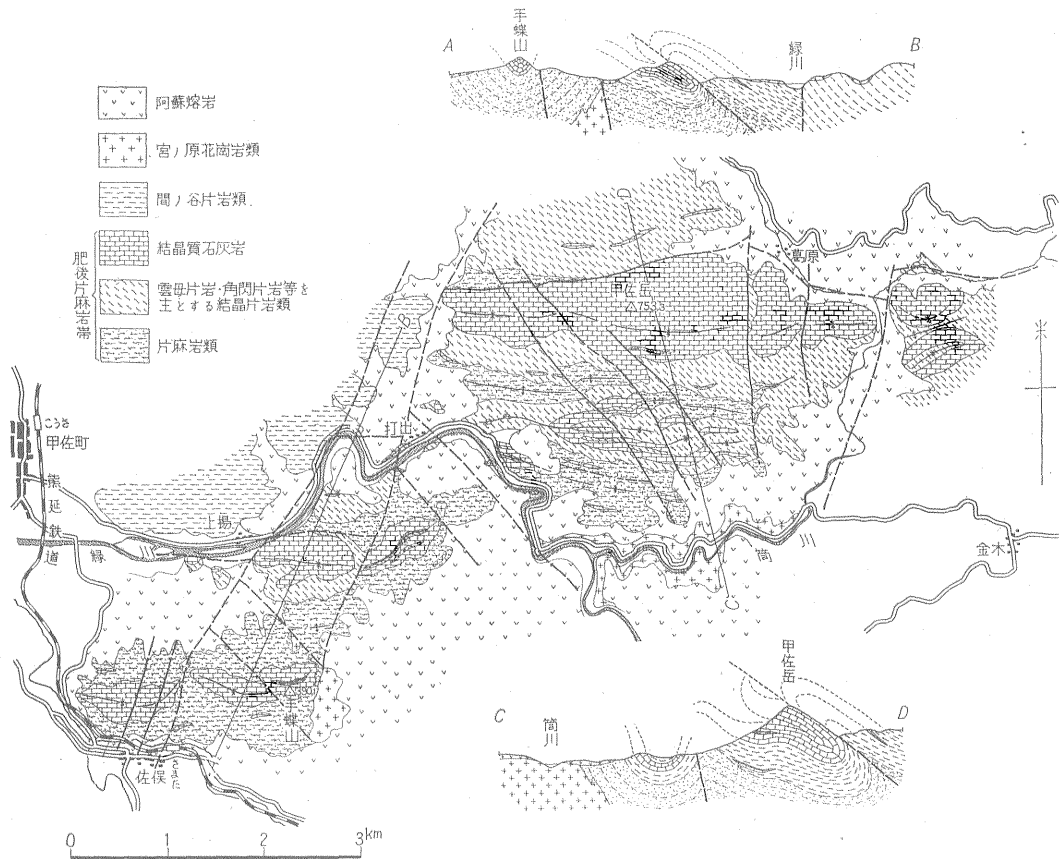 手蝶山
緑川
A
B
阿蘇熔岩
宮ノ原花崗岩類
間ノ谷片岩類
肥後片麻岩帯
結晶質石灰岩
雲母片岩・角閃片岩等を
主とする結晶片岩類
片麻岩類
葛原
甲佐岳
△753.3
こうさ
甲佐町
打出
熊延鉄道
上揚
緑川
筒川
金木
手蝶山
佐俣
さまた
甲佐岳
C
筒川
D
0 1 2 3km